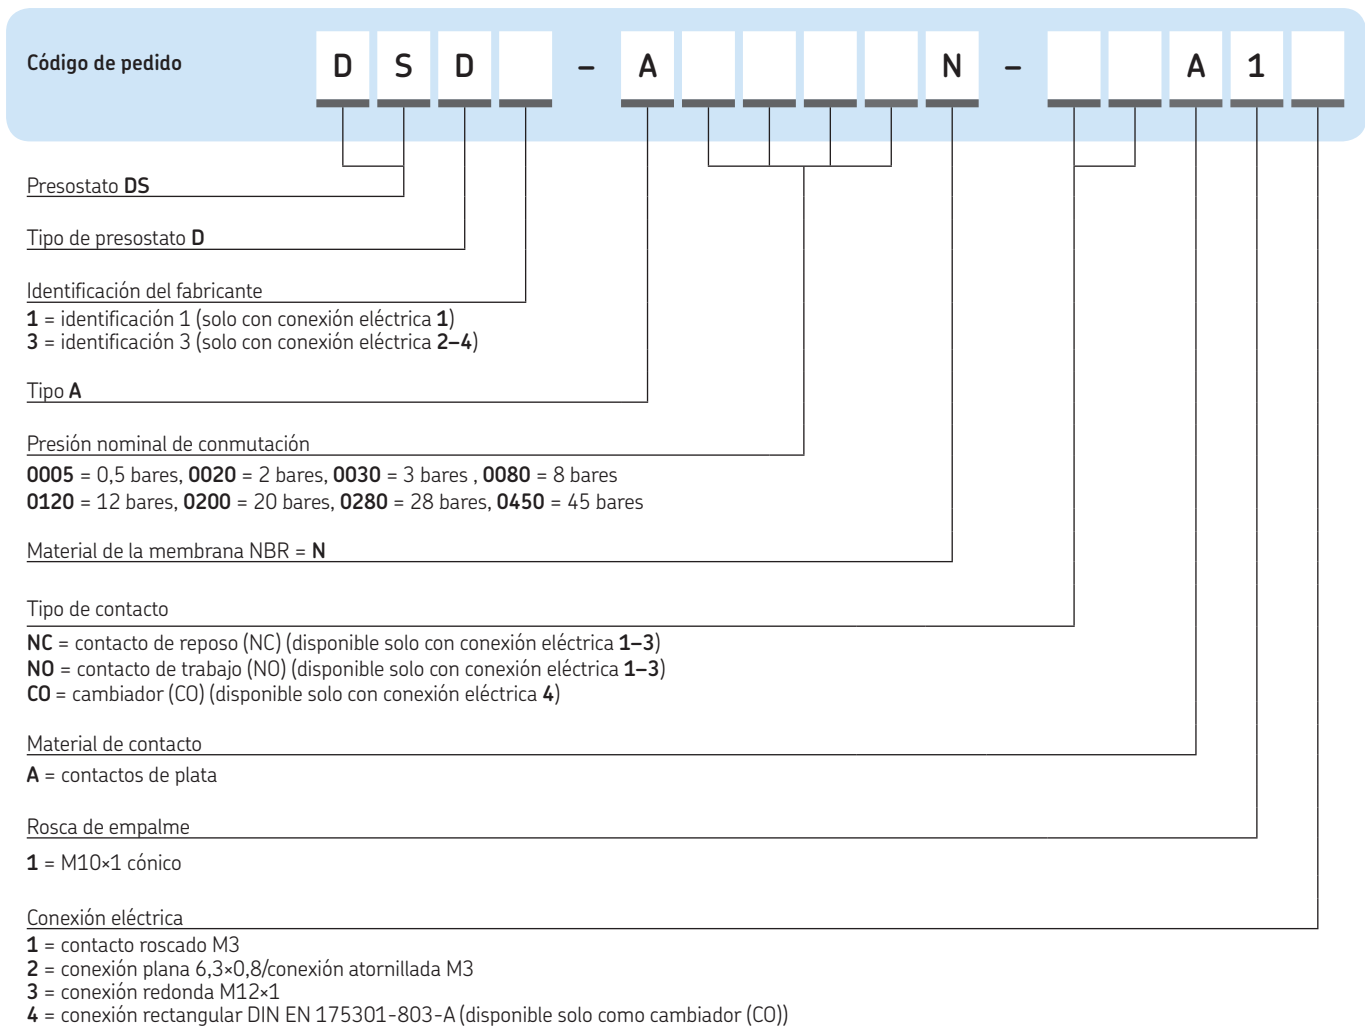 Código de pedido D S D – A N – A 1
Presostato DS
Tipo de presostato D
Identificación del fabricante
1 = identificación 1 (solo con conexión eléctrica 1)
3 = identificación 3 (solo con conexión eléctrica 2–4)
Tipo A
Presión nominal de conmutación
0005 = 0,5 bares, 0020 = 2 bares, 0030 = 3 bares , 0080 = 8 bares
0120 = 12 bares, 0200 = 20 bares, 0280 = 28 bares, 0450 = 45 bares
Material de la membrana NBR = N
Tipo de contacto
NC = contacto de reposo (NC) (disponible solo con conexión eléctrica 1–3)
NO = contacto de trabajo (NO) (disponible solo con conexión eléctrica 1–3)
CO = cambiador (CO) (disponible solo con conexión eléctrica 4)
Material de contacto
A = contactos de plata
Rosca de empalme
1 = M10×1 cónico
Conexión eléctrica
1 = contacto roscado M3
2 = conexión plana 6,3×0,8/conexión atornillada M3
3 = conexión redonda M12×1
4 = conexión rectangular DIN EN 175301-803-A (disponible solo como cambiador (CO))